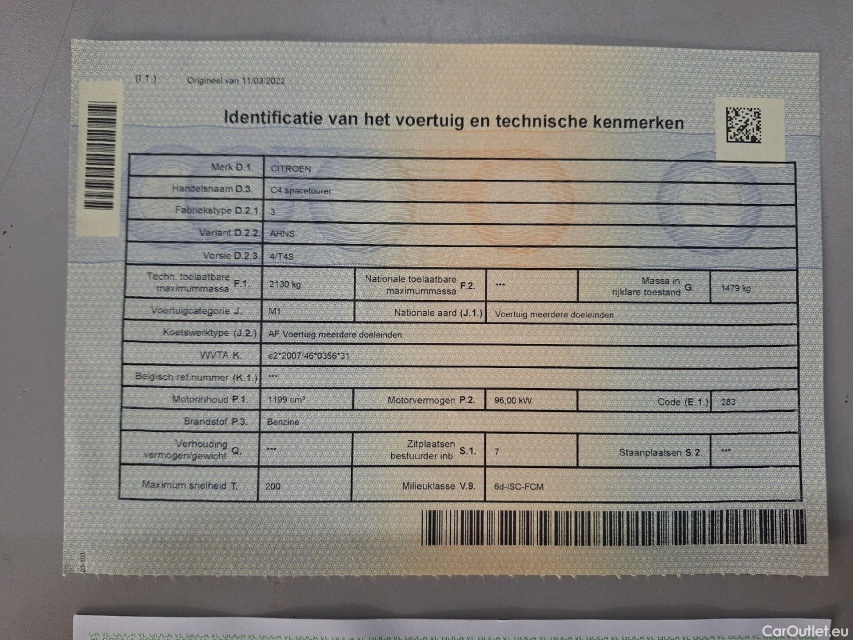 (I.T.) Origineel van 11/03/2022
Identificatie van het voertuig en technische kenmerken
Merk D.1. CITROEN
Handelsnaam D.3. C4 spacetourer
Fabriekstype D.2.1 3
Variant D.2.2 AHNS
Versie D.2.3 4/T4S
Techn. toelaatbare maximummassa F.1. 2130 kg Nationale toelaatbare maximummassa F.2. *** Massa in rijklare toestand G. 1479 kg
Voertuigcategorie J. M1 Nationale aard (J.1.) Voertuig meerdere doeleinden
Koetswerktype (J.2.) AF Voertuig meerdere doeleinden
WVTA K. e2*2007/46*0356*31
Belgisch ref.nummer (K.1.) ***
Motorinhoud P.1. 1199 cm³ Motorvermogen P.2. 96,00 kW Code (E.1.) 283
Brandstof P.3. Benzine
Verhouding vermogen/gewicht Q. *** Zitplaatsen bestuurder inb. S.1. 7 Staanplaatsen S.2. ***
Maximum snelheid T. 200 Milieuklasse V.9. 6d-ISC-FCM
CarOutlet.eu